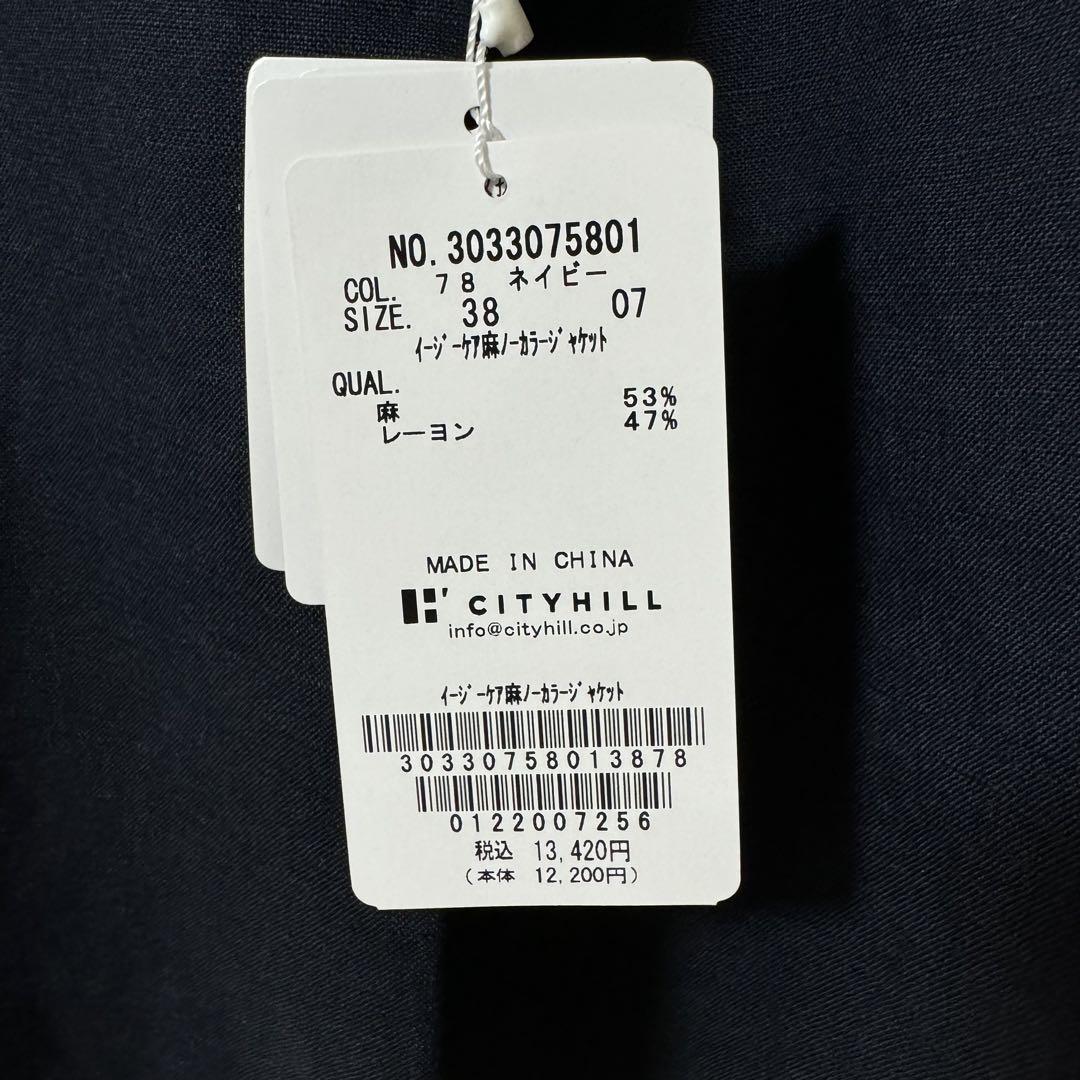 NO. 3033075801
COL. 78 ネイビー
SIZE. 38 07
ｲｰｼﾞｰｹｱ麻ﾉｰｶﾗｰｼﾞｬｹｯﾄ
QUAL.
麻 53%
レーヨン 47%
MADE IN CHINA
CITYHILL
info@cityhill.co.jp
ｲｰｼﾞｰｹｱ麻ﾉｰｶﾗｰｼﾞｬｹｯﾄ
30330758013878
0122007256
税込 13,420円
(本体 12,200円)